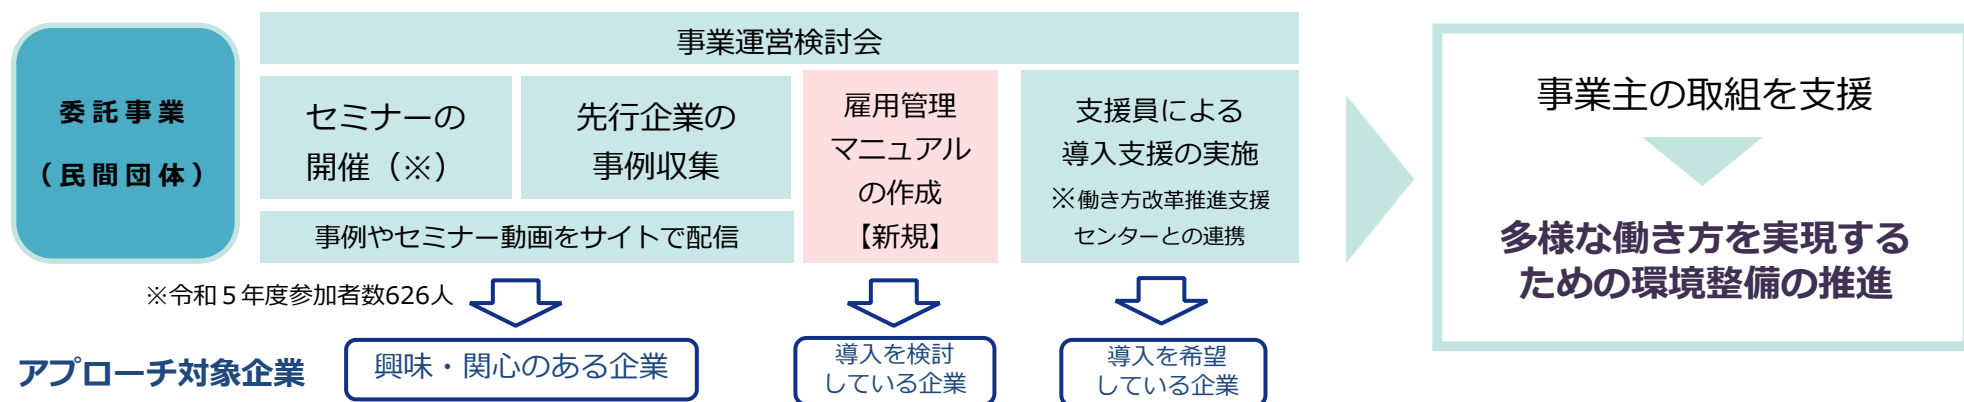 委託事業
（民間団体）
事業運営検討会
セミナーの
開催（※）
先行企業の
事例収集
事例やセミナー動画をサイトで配信
雇用管理
マニュアル
の作成
【新規】
支援員による
導入支援の実施
※働き方改革推進支援
センターとの連携
※令和５年度参加者数626人
アプローチ対象企業
興味・関心のある企業
導入を検討
している企業
導入を希望
している企業
事業主の取組を支援
多様な働き方を実現する
ための環境整備の推進